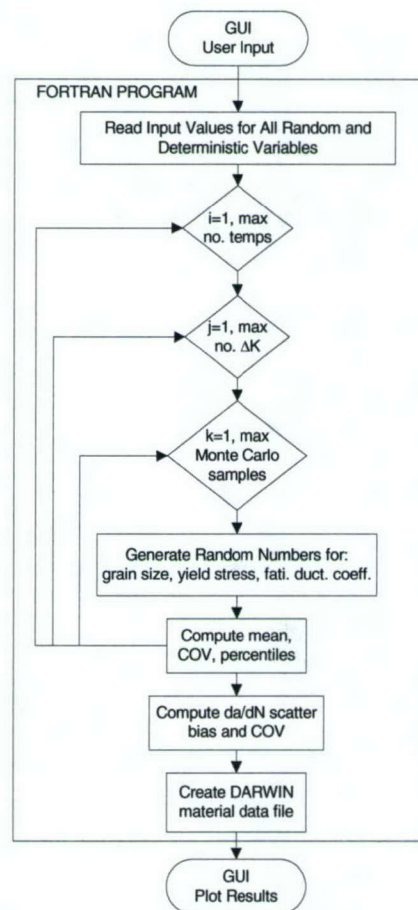 GUI
User Input
FORTRAN PROGRAM
Read Input Values for All Random and
Deterministic Variables
i=1, max
no. temps
j=1, max
no. ΔK
k=1, max
Monte Carlo
samples
Generate Random Numbers for:
grain size, yield stress, fati. duct. coeff.
Compute mean,
COV, percentiles
Compute da/dN scatter
bias and COV
Create DARWIN
material data file
GUI
Plot Results